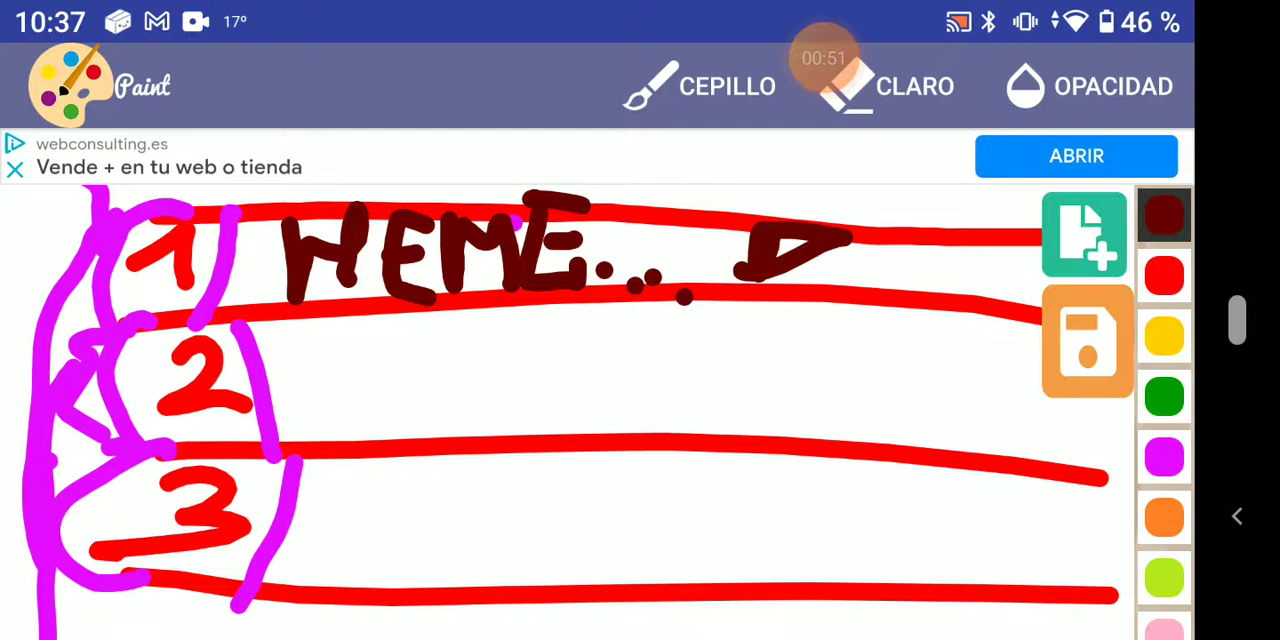 10:37 17° 46 %
Paint CEPILLO 00:51 CLARO OPACIDAD
webconsulting.es
Vende + en tu web o tienda
ABRIR
1 MEME... D
2
3